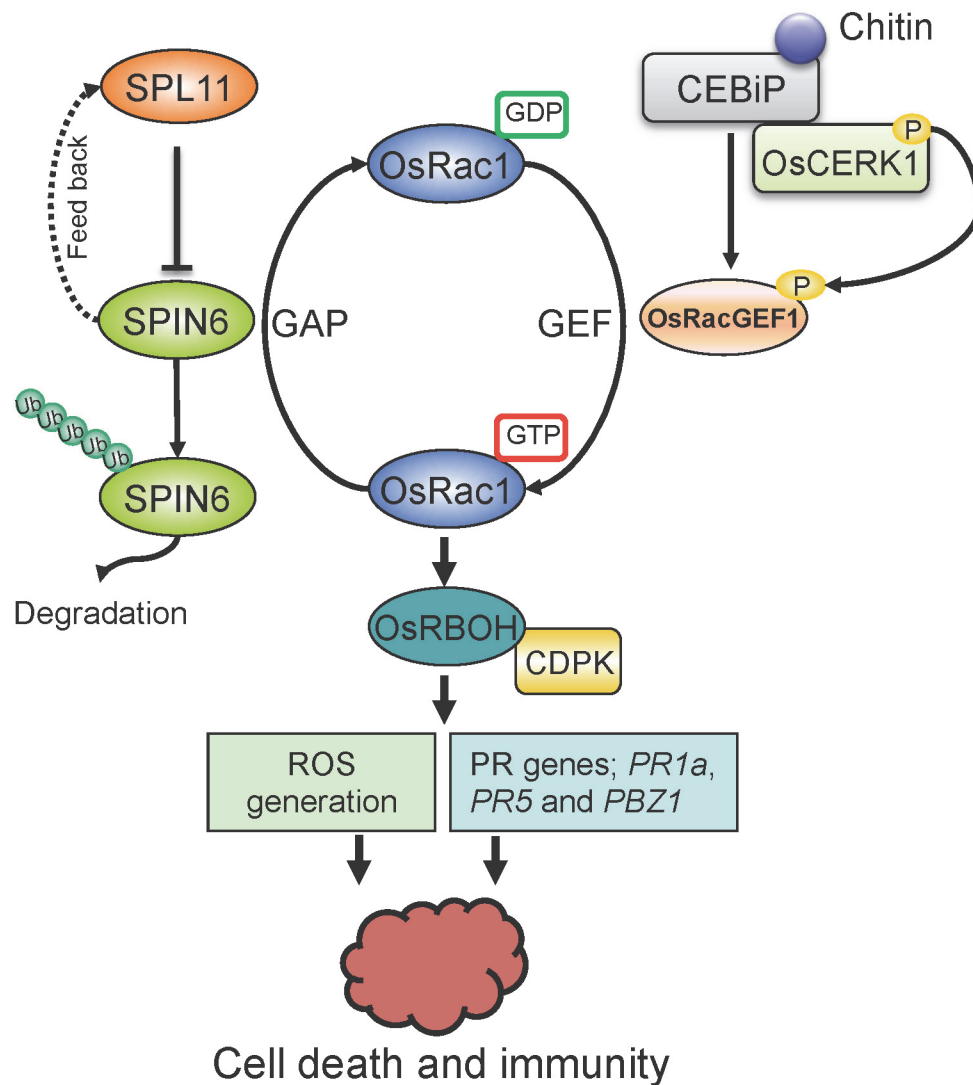 Chitin
SPL11
GDP
CEBiP
OsRac1
P
OsCERK1
Feed back
SPIN6
GAP
GEF
P
OsRacGEF1
Ub
Ub
Ub
Ub
Ub
GTP
SPIN6
OsRac1
Degradation
OsRBOH
CDPK
ROS
generation
PR genes; PR1a,
PR5 and PBZ1
Cell death and immunity